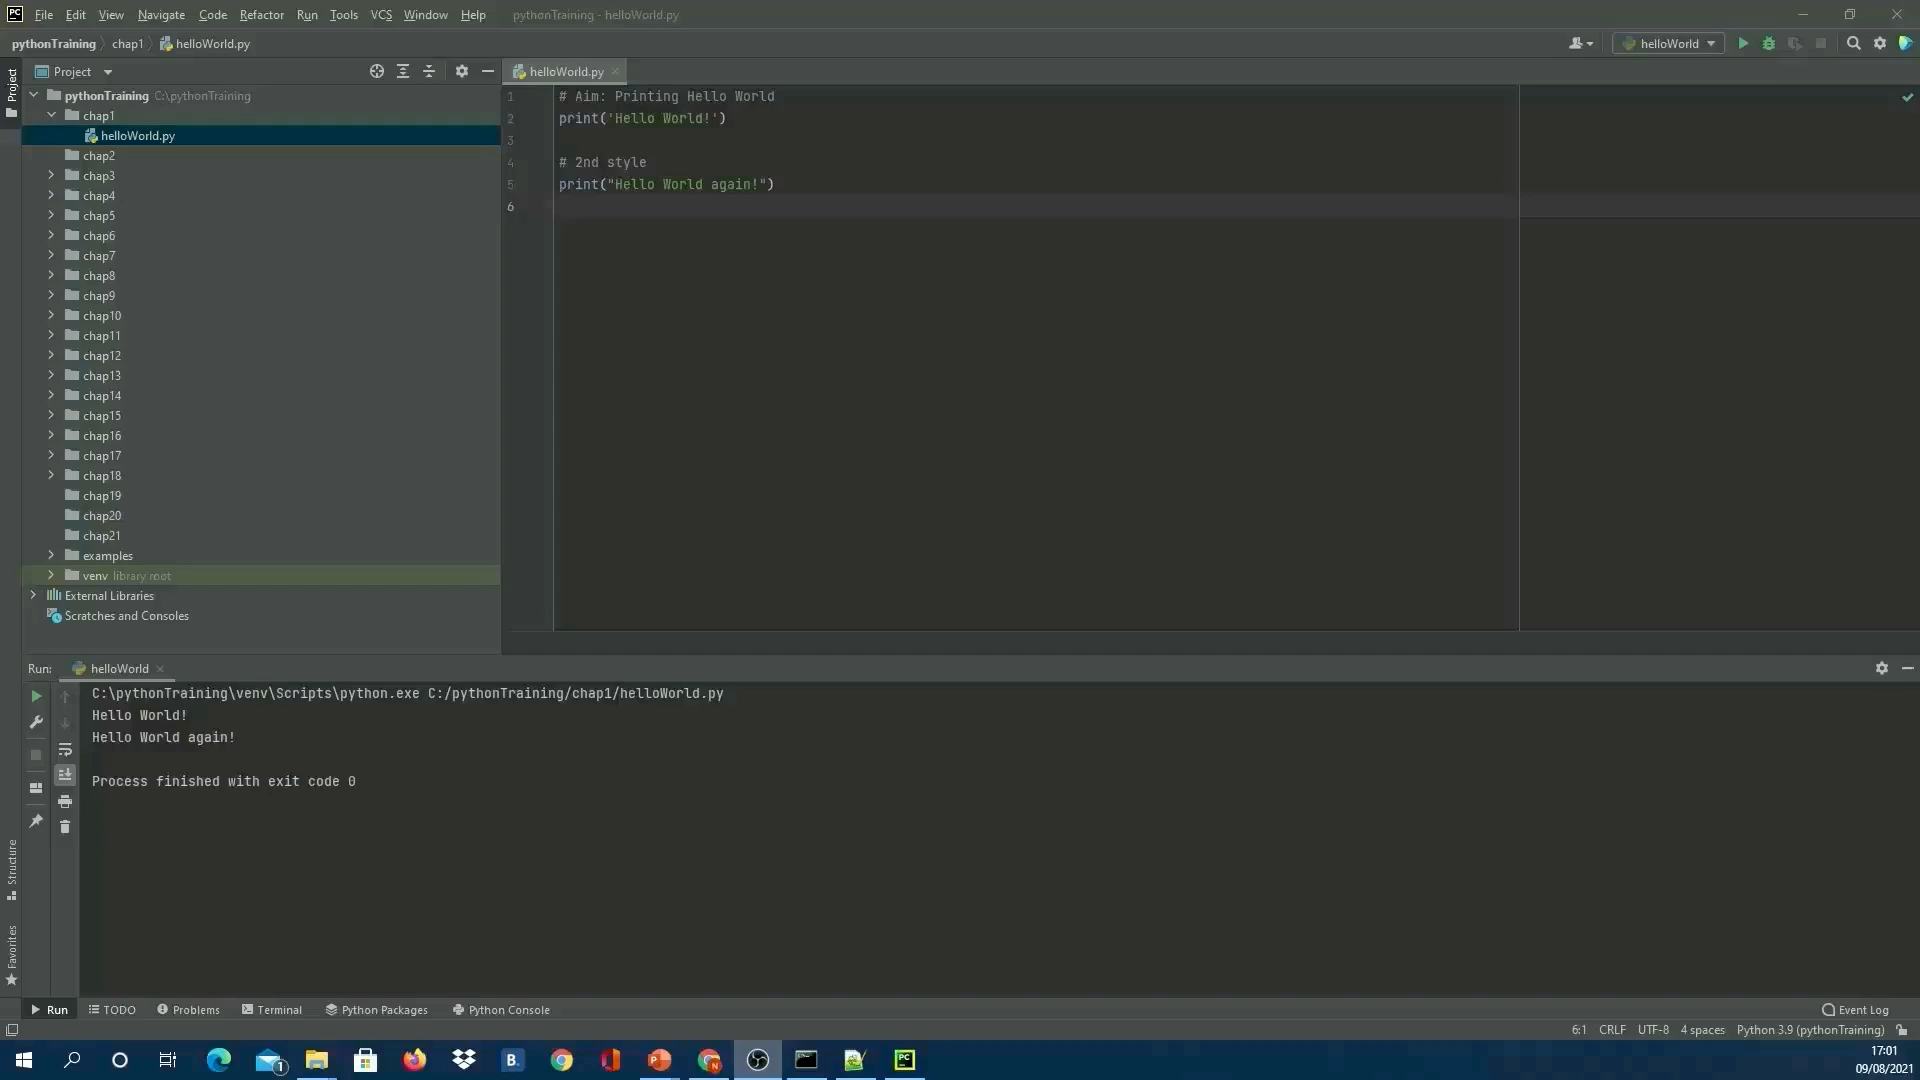 PC File Edit View Navigate Code Refactor Run Tools VCS Window Help pythonTraining - helloWorld.py
pythonTraining chap1 helloWorld.py helloWorld
Project helloWorld.py
Project
pythonTraining C:\pythonTraining
chap1
helloWorld.py
chap2
chap3
chap4
chap5
chap6
chap7
chap8
chap9
chap10
chap11
chap12
chap13
chap14
chap15
chap16
chap17
chap18
chap19
chap20
chap21
examples
venv library root
External Libraries
Scratches and Consoles
1 # Aim: Printing Hello World
2 print('Hello World!')
3
4 # 2nd style
5 print("Hello World again!")
6
Run: helloWorld
C:\pythonTraining\venv\Scripts\python.exe C:/pythonTraining/chap1/helloWorld.py
Hello World!
Hello World again!
Process finished with exit code 0
Structure
Favorites
Run TODO Problems Terminal Python Packages Python Console Event Log
6:1 CRLF UTF-8 4 spaces Python 3.9 (pythonTraining)
1 B. P N PC 17:01
09/08/2021